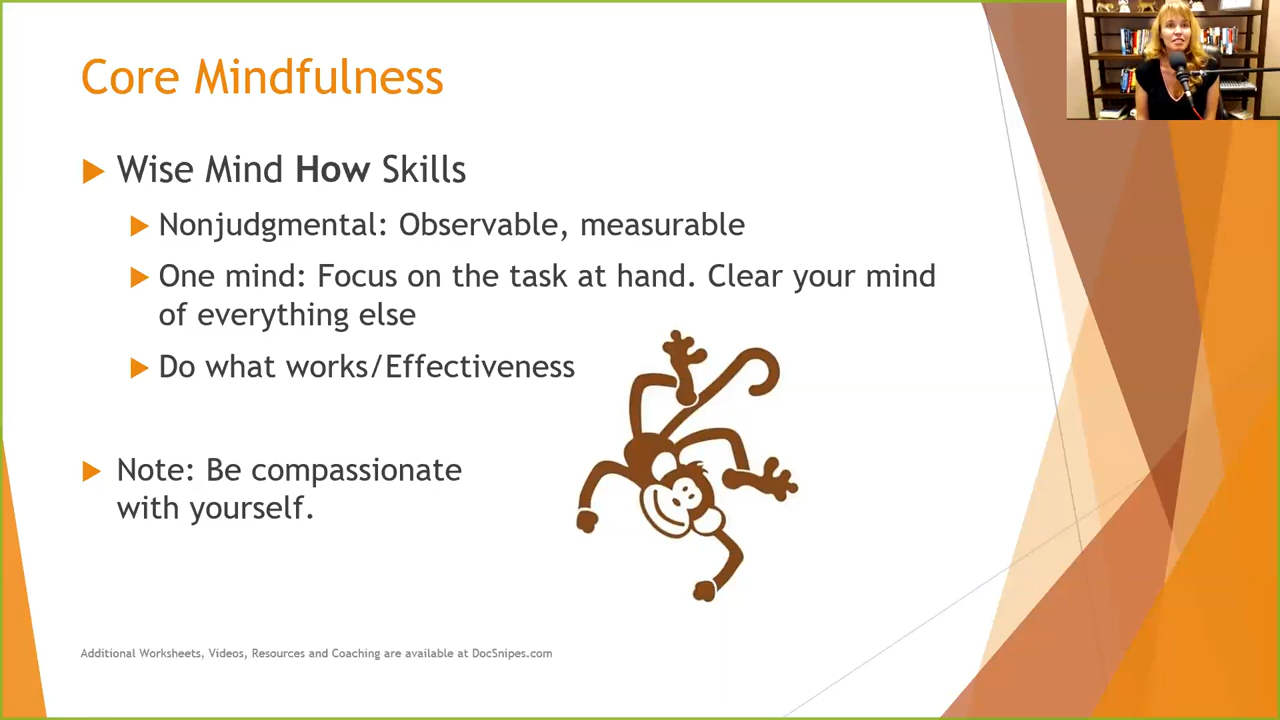 Core Mindfulness
Wise Mind How Skills
Nonjudgmental: Observable, measurable
One mind: Focus on the task at hand. Clear your mind
of everything else
Do what works/Effectiveness
Note: Be compassionate
with yourself.
Additional Worksheets, Videos, Resources and Coaching are available at DocSnipes.com